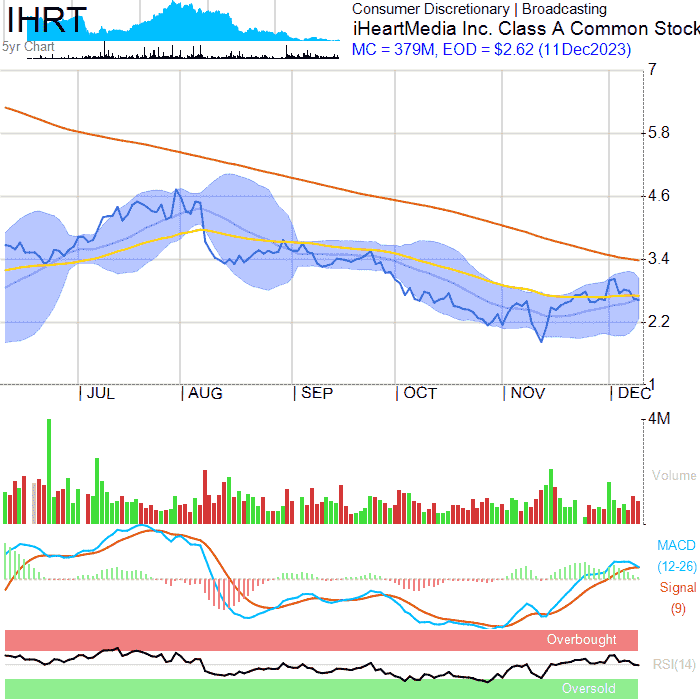 IHRT
Consumer Discretionary | Broadcasting
iHeartMedia Inc. Class A Common Stock
5yr Chart
MC = 379M, EOD = $2.62 (11Dec2023)
7
5.8
4.6
3.4
2.2
1
JUL
AUG
SEP
OCT
NOV
DEC
4M
Volume
MACD
(12-26)
Signal
(9)
Overbought
RSI(14)
Oversold